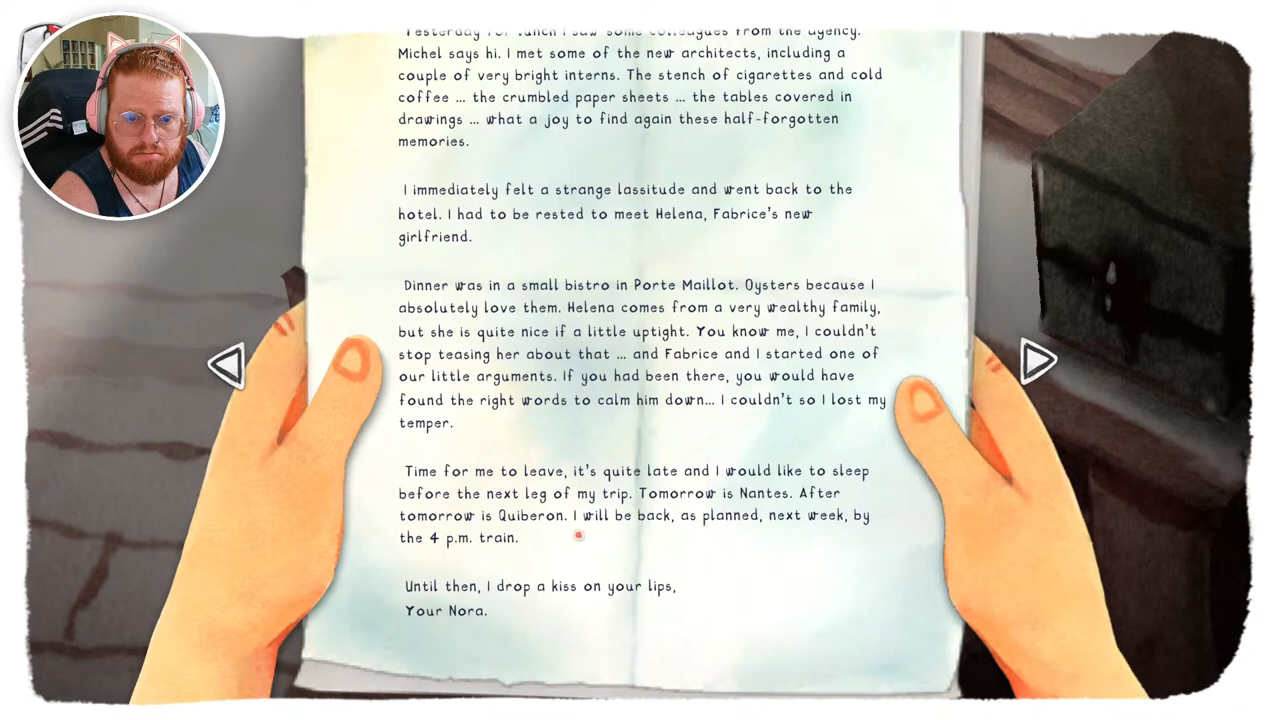 Yesterday for lunch I saw some colleagues from the agency.
Michel says hi. I met some of the new architects, including a
couple of very bright interns. The stench of cigarettes and cold
coffee ... the crumbled paper sheets ... the tables covered in
drawings ... what a joy to find again these half-forgotten
memories.
I immediately felt a strange lassitude and went back to the
hotel. I had to be rested to meet Helena, Fabrice's new
girlfriend.
Dinner was in a small bistro in Porte Maillot. Oysters because I
absolutely love them. Helena comes from a very wealthy family,
but she is quite nice if a little uptight. You know me, I couldn't
stop teasing her about that ... and Fabrice and I started one of
our little arguments. If you had been there, you would have
found the right words to calm him down... I couldn't so I lost my
temper.
Time for me to leave, it's quite late and I would like to sleep
before the next leg of my trip. Tomorrow is Nantes. After
tomorrow is Quiberon. I will be back, as planned, next week, by
the 4 p.m. train.
Until then, I drop a kiss on your lips,
Your Nora.